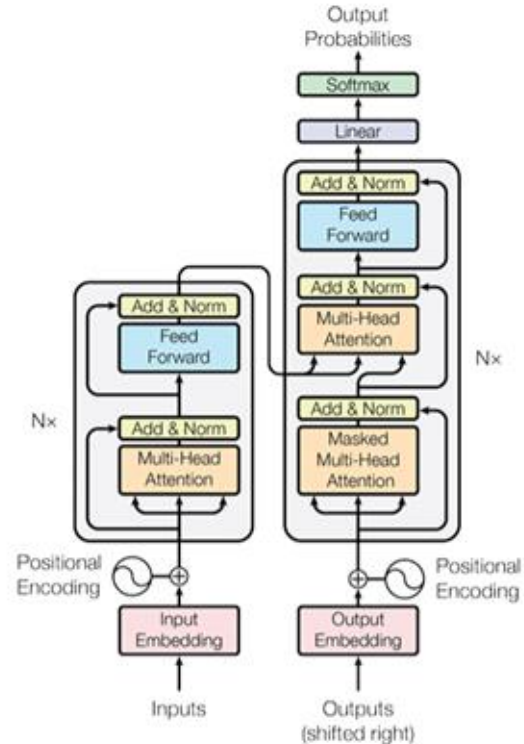 Output
Probabilities
Softmax
Linear
Add & Norm
Feed
Forward
Add & Norm
Multi-Head
Attention
Add & Norm
Masked
Multi-Head
Attention
N×
Add & Norm
Feed
Forward
Add & Norm
Multi-Head
Attention
N×
Positional
Encoding
Positional
Encoding
Input
Embedding
Output
Embedding
Inputs
Outputs
(shifted right)